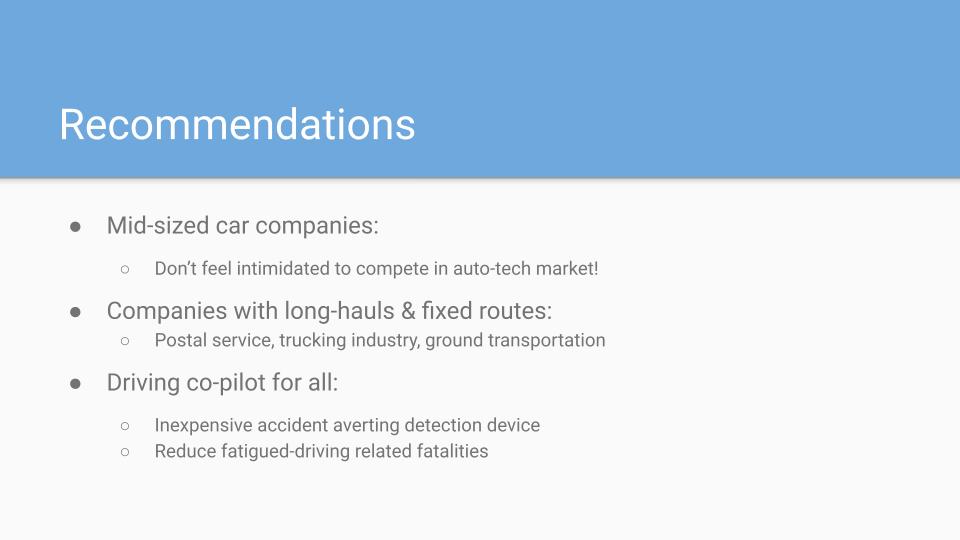 Recommendations
● Mid-sized car companies:
○ Don’t feel intimidated to compete in auto-tech market!
● Companies with long-hauls & fixed routes:
○ Postal service, trucking industry, ground transportation
● Driving co-pilot for all:
○ Inexpensive accident averting detection device
○ Reduce fatigued-driving related fatalities